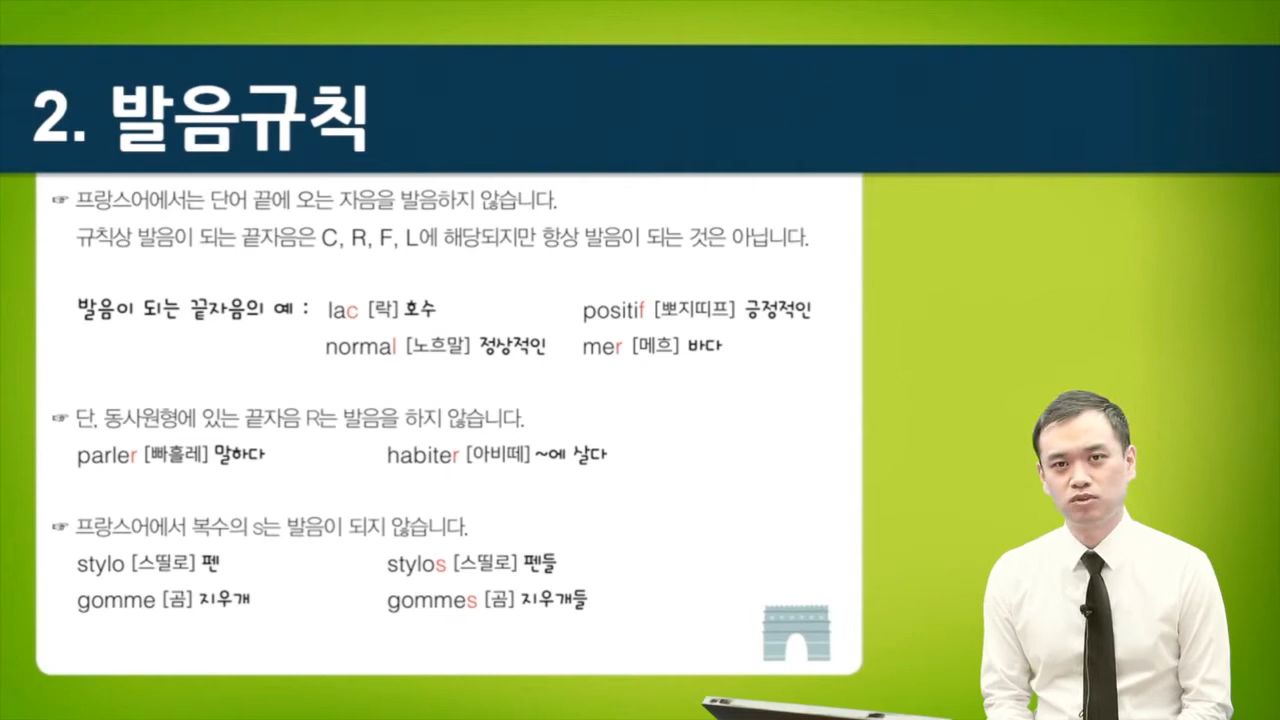 2. 발음규칙
☞ 프랑스어에서는 단어 끝에 오는 자음을 발음하지 않습니다.
규칙상 발음이 되는 끝자음은 C, R, F, L에 해당되지만 항상 발음이 되는 것은 아닙니다.
발음이 되는 끝자음의 예 : lac [락] 호수 positif [뽀지띠프] 긍정적인
normal [노흐말] 정상적인 mer [메흐] 바다
☞ 단, 동사원형에 있는 끝자음 R는 발음을 하지 않습니다.
parler [빠흘레] 말하다 habiter [아비떼] ~에 살다
☞ 프랑스어에서 복수의 s는 발음이 되지 않습니다.
stylo [스띨로] 펜 stylos [스띨로] 펜들
gomme [곰] 지우개 gommes [곰] 지우개들